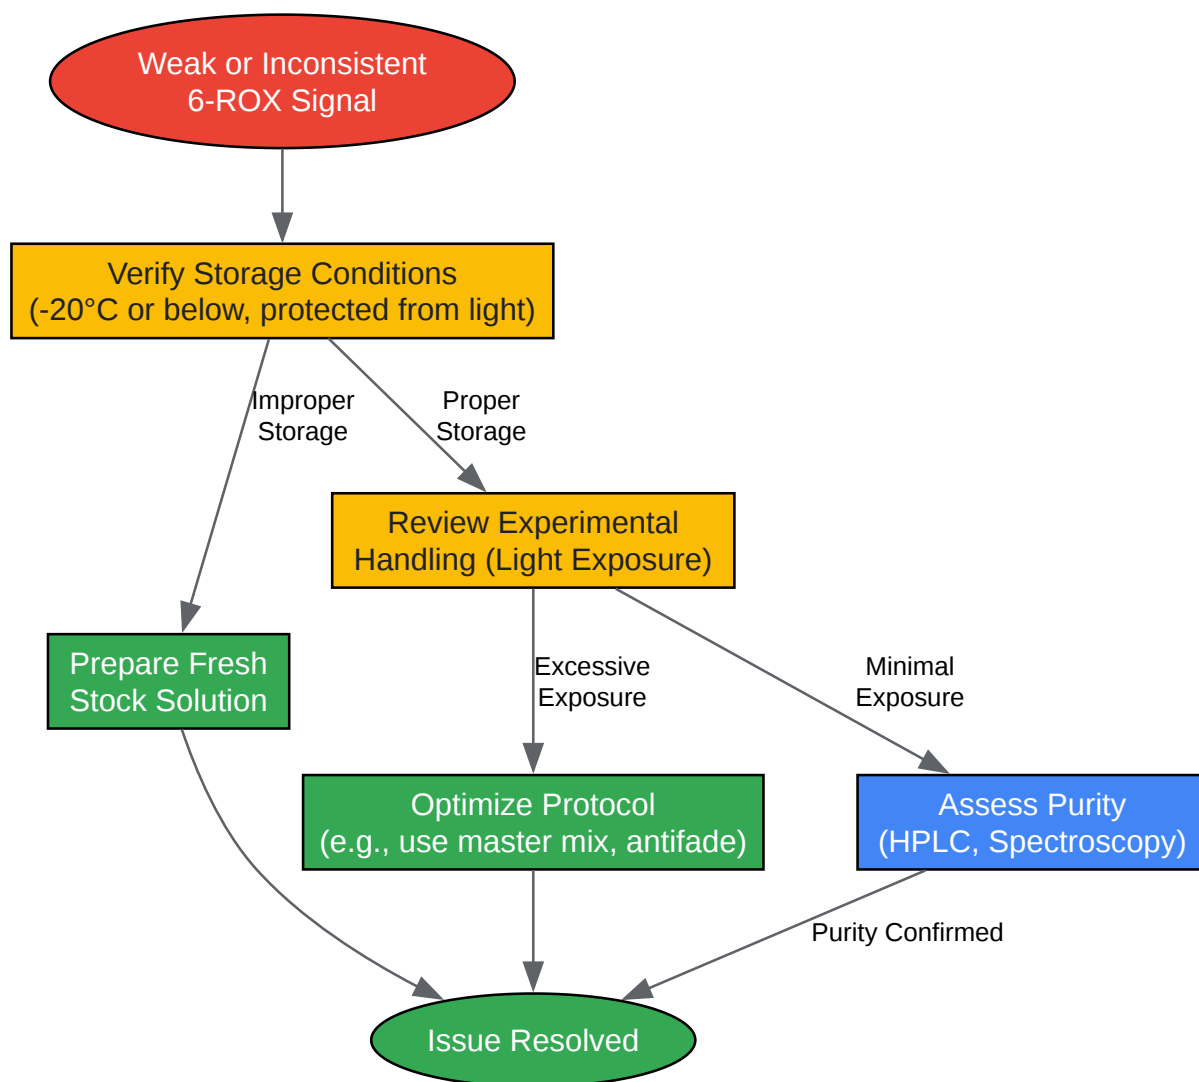 Weak or Inconsistent
6-ROX Signal
Verify Storage Conditions
(-20°C or below, protected from light)
Improper
Storage
Proper
Storage
Review Experimental
Handling (Light Exposure)
Prepare Fresh
Stock Solution
Excessive
Exposure
Minimal
Exposure
Optimize Protocol
(e.g., use master mix, antifade)
Assess Purity
(HPLC, Spectroscopy)
Purity Confirmed
Issue Resolved